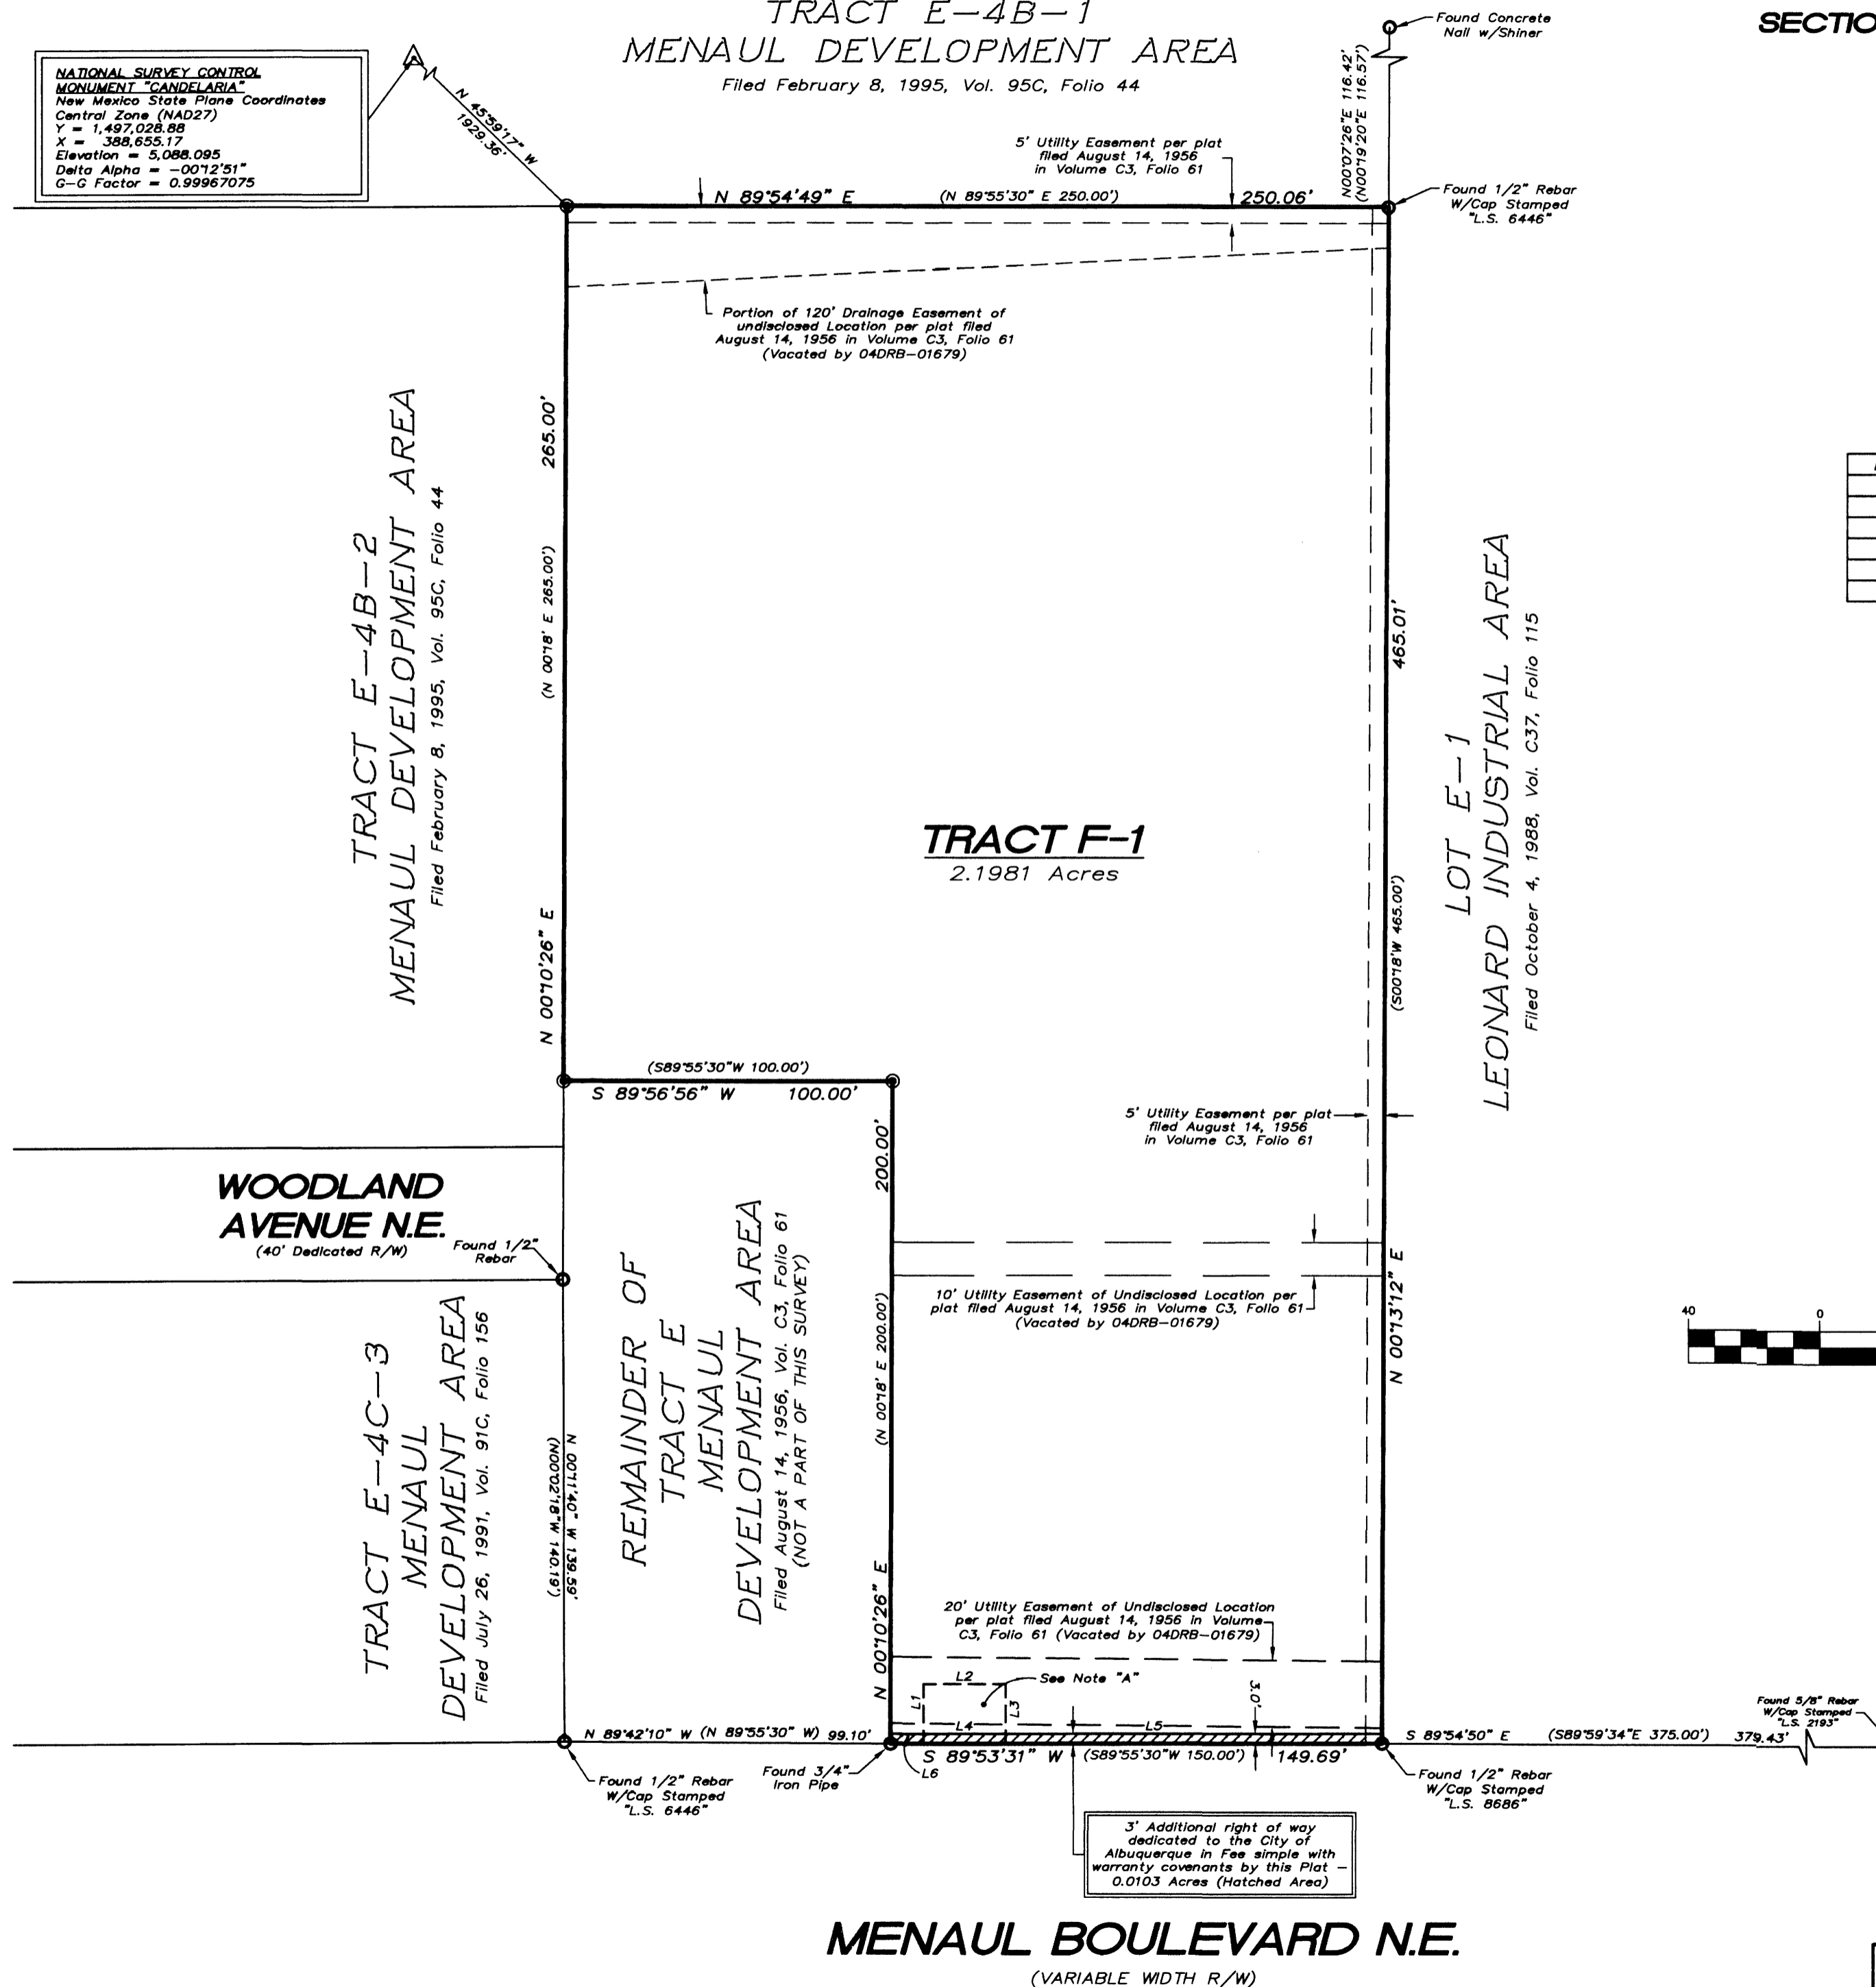 TRACT E-4B-1
MENAUL DEVELOPMENT AREA
Filed February 8, 1995, Vol. 95C, Folio 44
Found Concrete
Nail w/Shiner
SECTIO
NATIONAL SURVEY CONTROL
MONUMENT "CANDELARIA"
New Mexico State Plane Coordinates
Central Zone (NAD27)
Y = 1,497,028.88
X = 388,655.17
Elevation = 5,088.095
Delta Alpha = -00°12'51"
G-G Factor = 0.99967075
N 45°59'17" W
1929.36'
N00°07'26"E 116.42'
(N00°19'20"E 116.57')
5' Utility Easement per plat
filed August 14, 1956
in Volume C3, Folio 61
N 89°54'49" E (N 89°55'30" E 250.00') 250.06'
Found 1/2" Rebar
W/Cap Stamped
"L.S. 6446"
Portion of 120' Drainage Easement of
undisclosed Location per plat filed
August 14, 1956 in Volume C3, Folio 61
(Vacated by 04DRB-01679)
TRACT E-4B-2
MENAUL DEVELOPMENT AREA
Filed February 8, 1995, Vol. 95C, Folio 44
265.00'
(N 00°18' E 265.00')
N 00°10'26" E
TRACT F-1
2.1981 Acres
465.01'
(S00°18'W 465.00')
N 00°13'12" E
LOT E-1
LEONARD INDUSTRIAL AREA
Filed October 4, 1988, Vol. C37, Folio 115
(S89°55'30"W 100.00')
S 89°56'56" W 100.00'
5' Utility Easement per plat
filed August 14, 1956
in Volume C3, Folio 61
WOODLAND
AVENUE N.E.
(40' Dedicated R/W)
Found 1/2"
Rebar
200.00'
(N 00°18' E 200.00')
N 00°10'26" E
10' Utility Easement of Undisclosed Location per
plat filed August 14, 1956 in Volume C3, Folio 61
(Vacated by 04DRB-01679)
40 0
TRACT E-4C-3
MENAUL
DEVELOPMENT AREA
Filed July 26, 1991, Vol. 91C, Folio 156
N 00°11'40" W 139.59'
(N00°02'18"W 140.19')
REMAINDER OF
TRACT E
MENAUL
DEVELOPMENT AREA
Filed August 14, 1956, Vol. C3, Folio 61
(NOT A PART OF THIS SURVEY)
20' Utility Easement of Undisclosed Location
per plat filed August 14, 1956 in Volume
C3, Folio 61 (Vacated by 04DRB-01679)
L1
L2
L3
See Note "A"
3.0'
L4
L5
N 89°42'10" W (N 89°55'30" W) 99.10'
S 89°53'31" W (S89°55'30"W 150.00') 149.69'
L6
S 89°54'50" E (S89°59'34"E 375.00') 379.43'
Found 5/8" Rebar
W/Cap Stamped
"L.S. 2193"
Found 1/2" Rebar
W/Cap Stamped
"L.S. 6446"
Found 3/4"
Iron Pipe
Found 1/2" Rebar
W/Cap Stamped
"L.S. 8686"
3' Additional right of way
dedicated to the City of
Albuquerque in Fee simple with
warranty covenants by this Plat -
0.0103 Acres (Hatched Area)
MENAUL BOULEVARD N.E.
(VARIABLE WIDTH R/W)